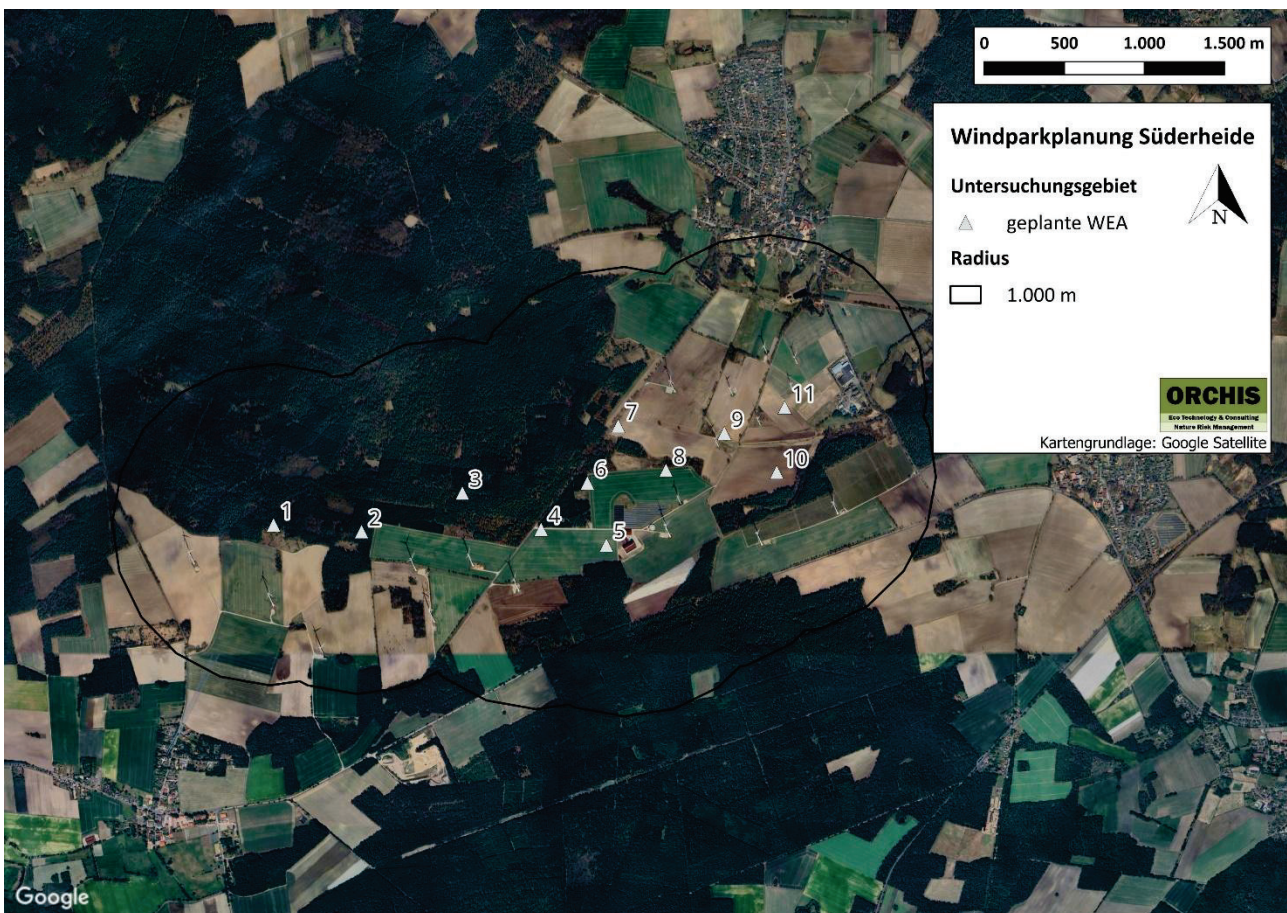 0 500 1.000 1.500 m
Windparkplanung Süderheide
Untersuchungsgebiet
geplante WEA
N
Radius
1.000 m
ORCHIS
Eco Technology & Consulting
Nature Risk Management
Kartengrundlage: Google Satellite
11
7
9
8
10
6
3
1
2
4
5
Google